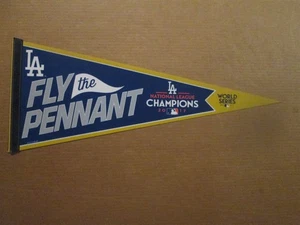 LA
FLY the
PENNANT
LA
NATIONAL LEAGUE
CHAMPIONS
WORLD
SERIES